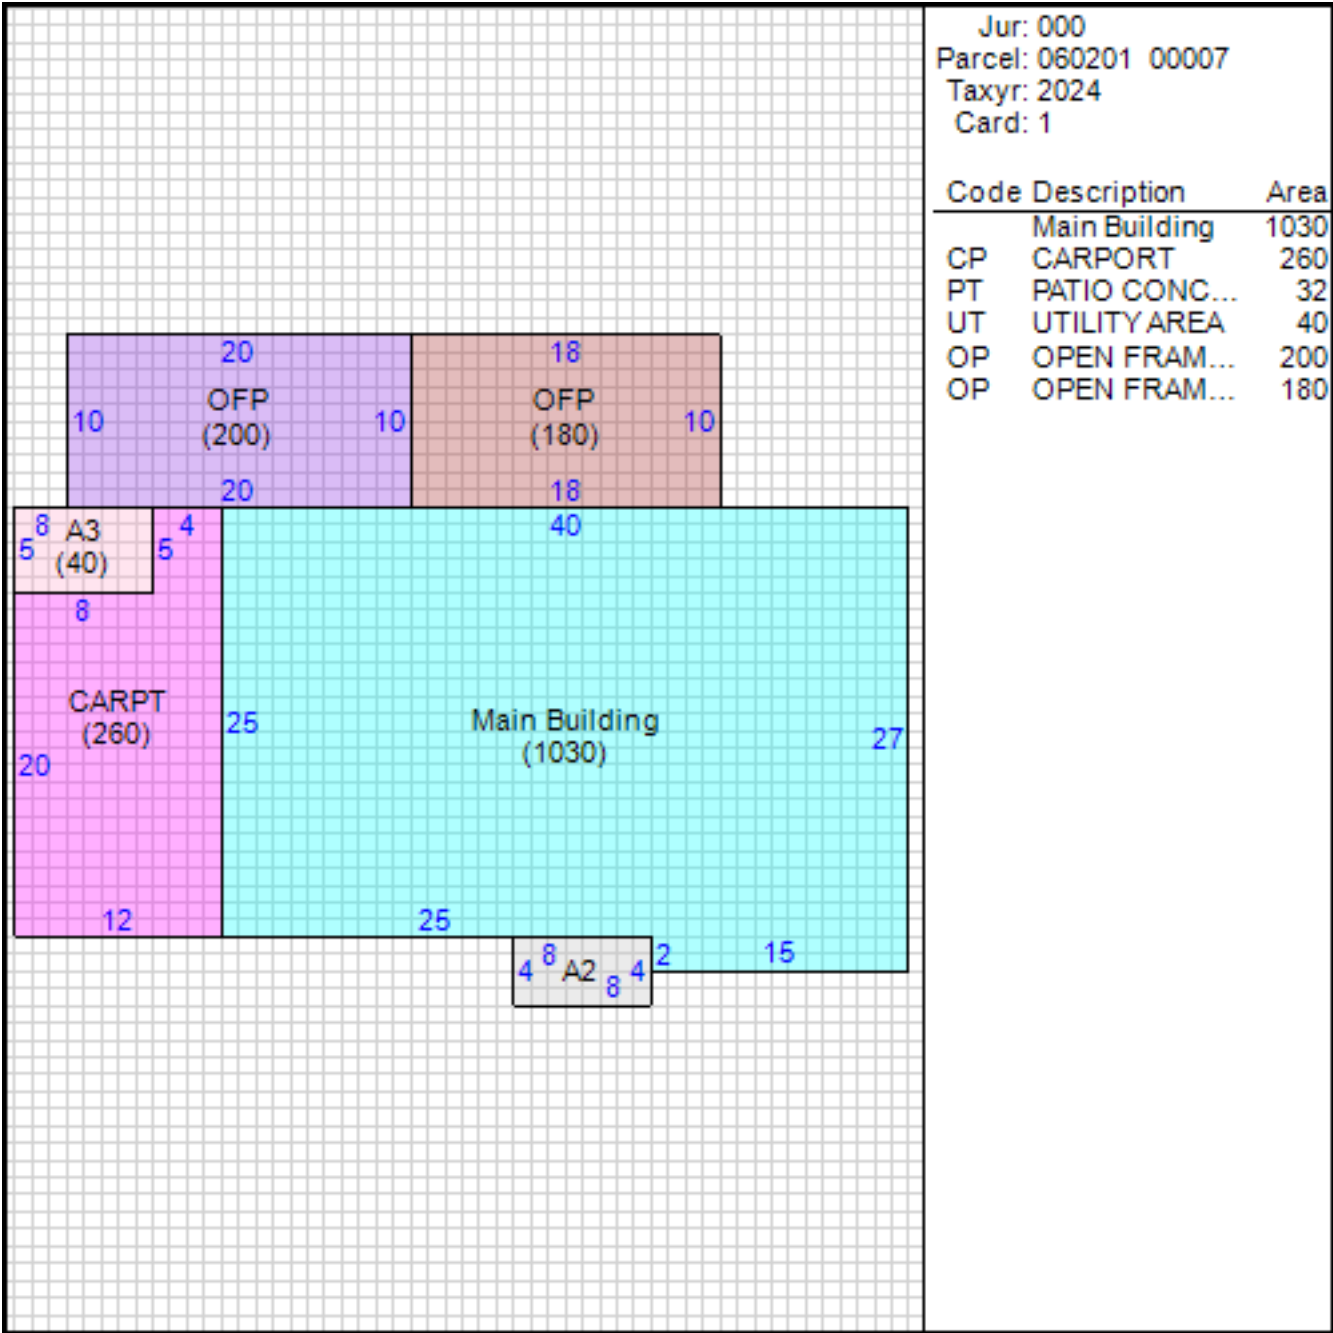 Jur: 000
Parcel: 060201 00007
Taxyr: 2024
Card: 1
Code Description Area
Main Building 1030
CP CARPORT 260
PT PATIO CONC... 32
UT UTILITY AREA 40
OP OPEN FRAM... 200
OP OPEN FRAM... 180
20 18
OFP OFP
10 (200) 10 (180) 10
20 18
8 A3 4 40
5 (40) 5
8
CARPT
(260) 25 Main Building 27
20 (1030)
12 25
4 8 A2 8 4 2 15